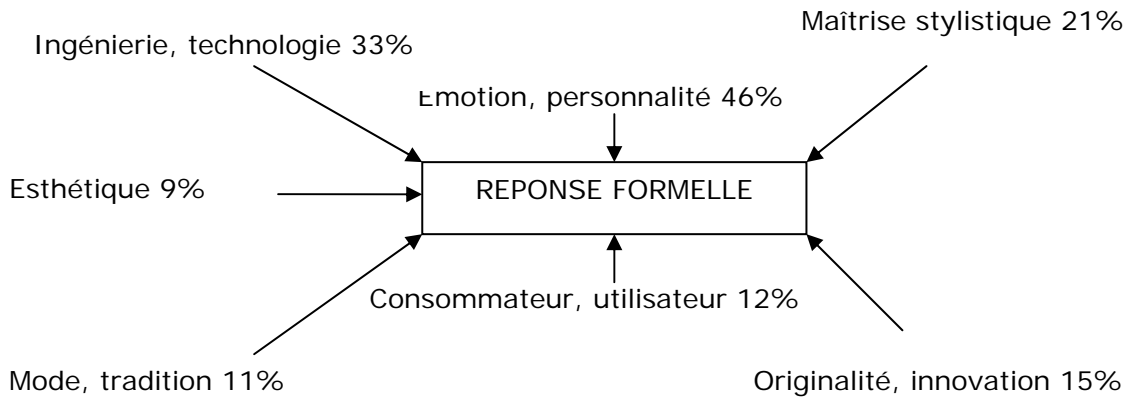 Maîtrise stylistique 21%
Ingénierie, technologie 33%
Emotion, personnalité 46%
Esthétique 9%
REPONSE FORMELLE
Consommateur, utilisateur 12%
Mode, tradition 11%
Originalité, innovation 15%